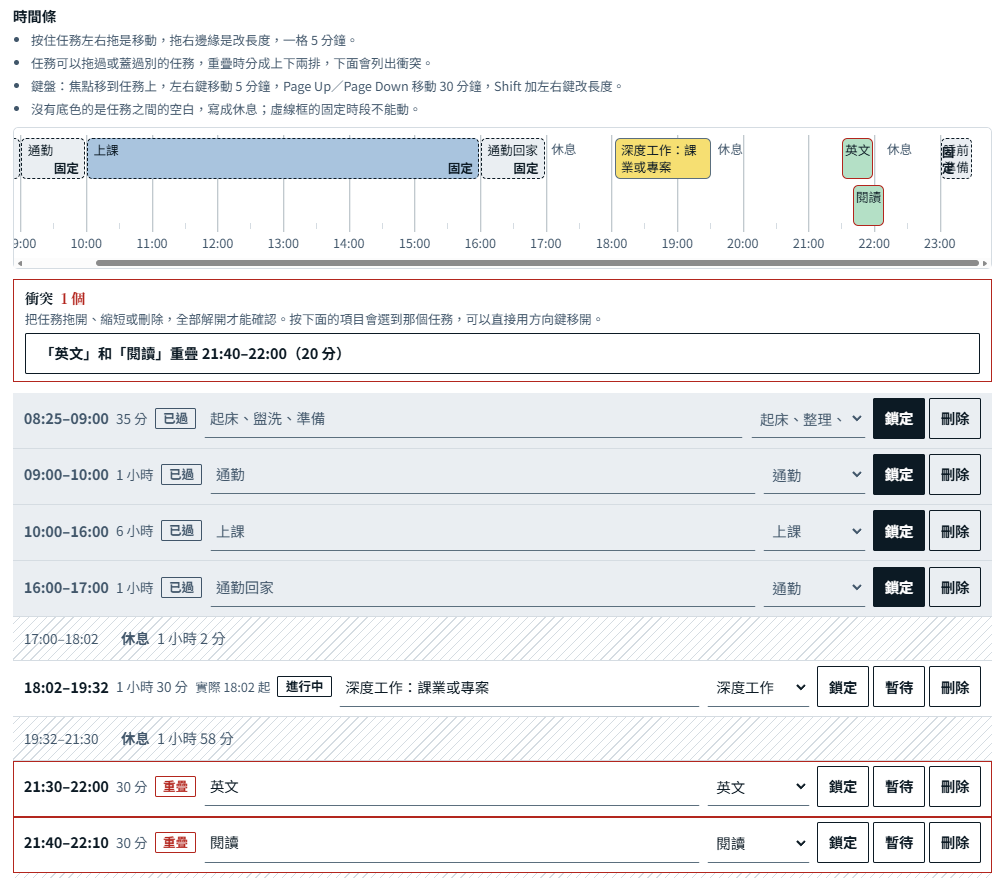 時間條
按住任務左右拖是移動，拖右邊緣是改長度，一格 5 分鐘。
任務可以拖過或蓋過別的任務，重疊時分成上下兩排，下面會列出衝突。
鍵盤：焦點移到任務上，左右鍵移動 5 分鐘，Page Up／Page Down 移動 30 分鐘，Shift 加左右鍵改長度。
沒有底色的是任務之間的空白，寫成休息；虛線框的固定時段不能動。
通勤 固定
上課 固定
通勤回家 固定
休息
深度工作：課
業或專案
休息
英文
休息
閱讀
9:00 10:00 11:00 12:00 13:00 14:00 15:00 16:00 17:00 18:00 19:00 20:00 21:00 22:00 23:00
衝突 1 個
把任務拖開、縮短或刪除，全部解開才能確認。按下面的項目會選到那個任務，可以直接用方向鍵移開。
「英文」和「閱讀」重疊 21:40–22:00（20 分）
08:25–09:00 35 分 已過 起床、盥洗、準備 起床、整理、 鎖定 刪除
09:00–10:00 1 小時 已過 通勤 通勤 鎖定 刪除
10:00–16:00 6 小時 已過 上課 上課 鎖定 刪除
16:00–17:00 1 小時 已過 通勤回家 通勤 鎖定 刪除
17:00–18:02 休息 1 小時 2 分
18:02–19:32 1 小時 30 分 實際 18:02 起 進行中 深度工作：課業或專案 深度工作 鎖定 暫待 刪除
19:32–21:30 休息 1 小時 58 分
21:30–22:00 30 分 重疊 英文 英文 鎖定 暫待 刪除
21:40–22:10 30 分 重疊 閱讀 閱讀 鎖定 暫待 刪除